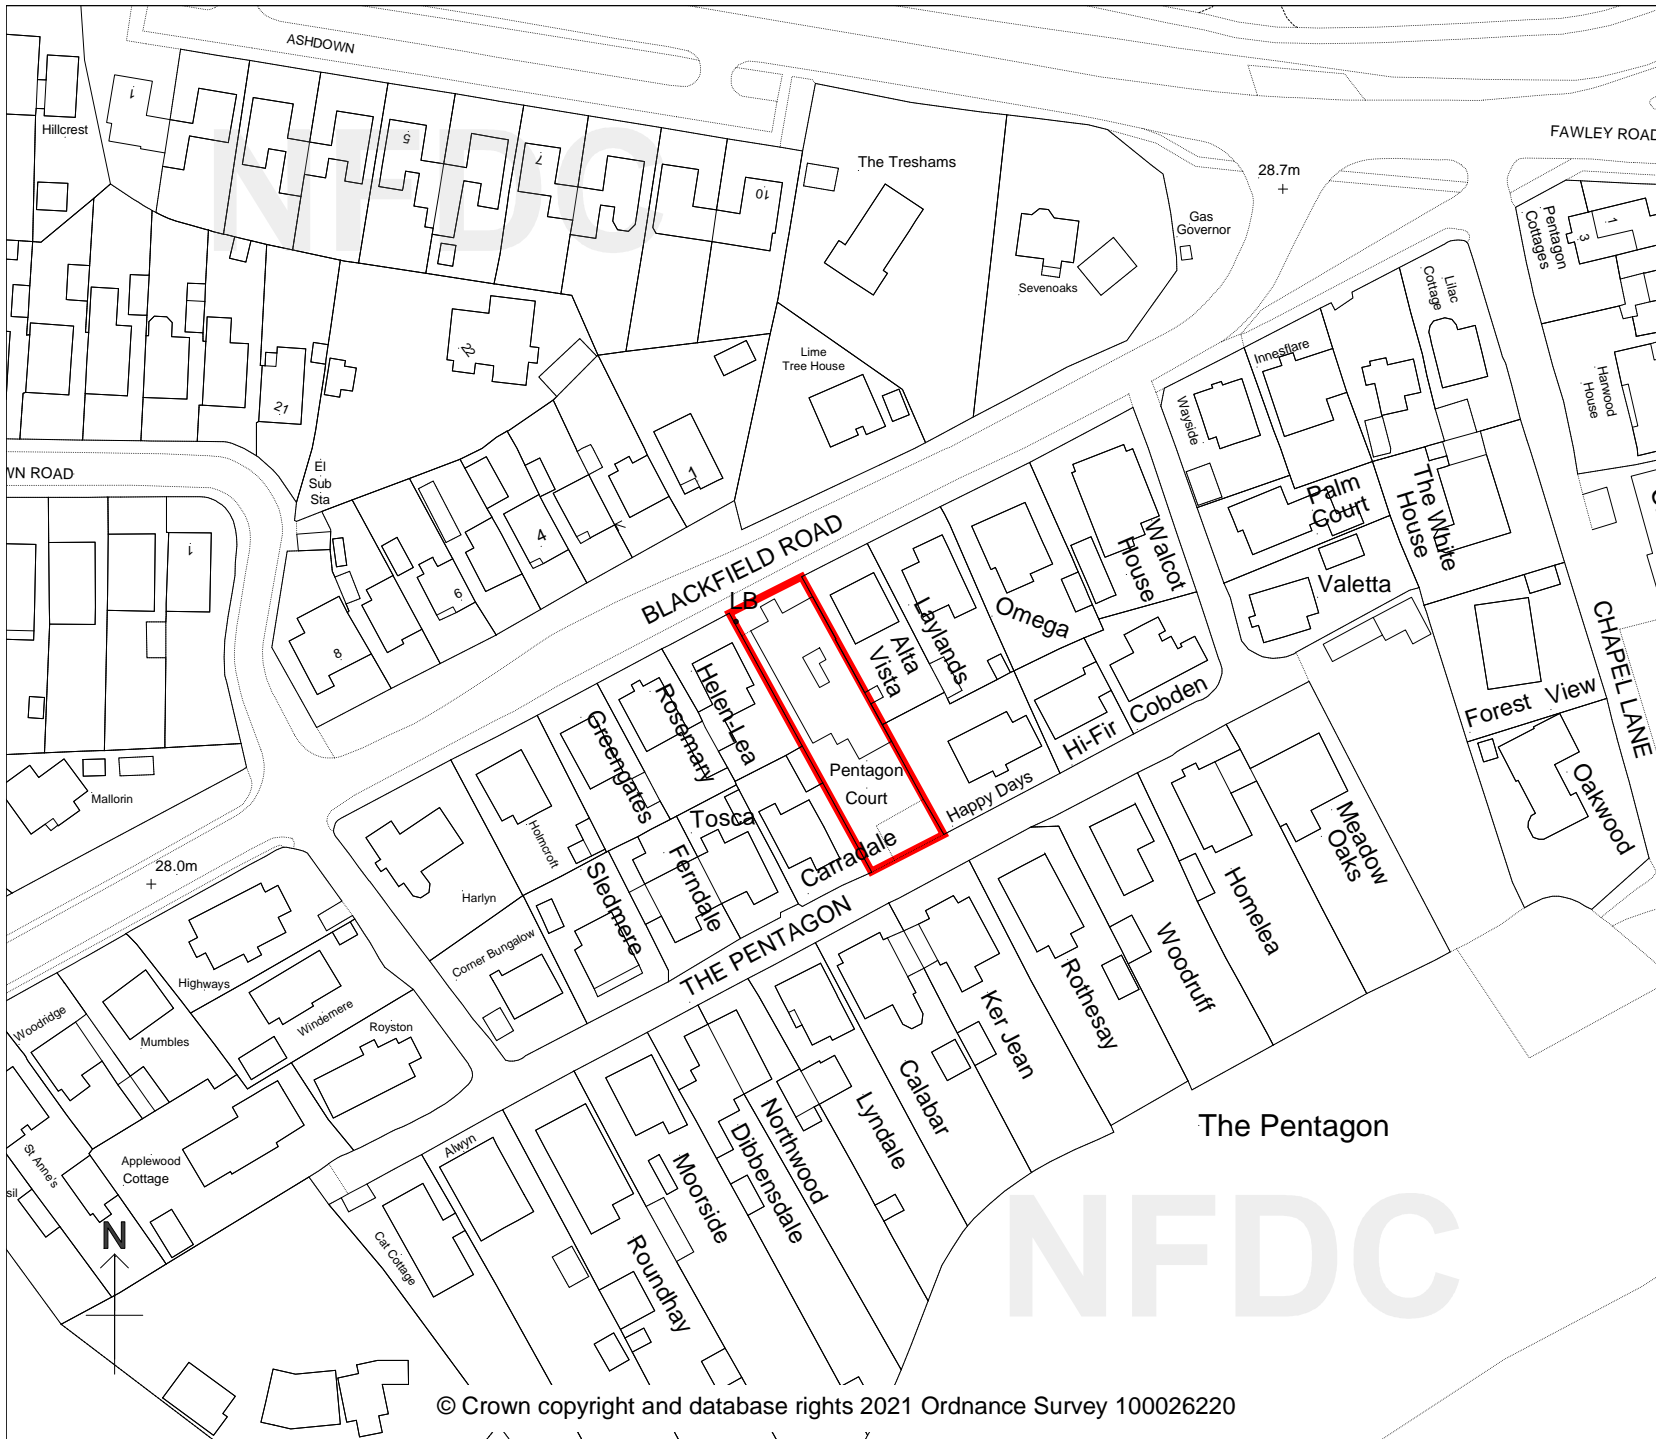 ASHDOWN
FAWLEY ROAD
Hillcrest
1
5
7
10
The Treshams
28.7m
Gas
Governor
Sevenoaks
Pentagon
Cottages
1
3
Lilac
Cottage
Harwood
House
NFDC
22
21
Lime
Tree House
Innesflare
Wayside
WN ROAD
El
Sub
Sta
1
4
6
8
1
BLACKFIELD ROAD
LB
Palm
Court
The White
House
Walcot
House
Valetta
Omega
Laylands
Alta
Vista
Helen-Lea
Rosemary
Greengates
Cobden
Hi-Fir
Happy Days
Forest View
CHAPEL LANE
Oakwood
Pentagon
Court
Mallorin
Holmcroft
Tosca
Carradale
Ferndale
Sledmere
Harlyn
Corner Bungalow
28.0m
THE PENTAGON
Meadow
Oaks
Homelea
Woodruff
Rothesay
Ker Jean
Calabar
Lyndale
Northwood
Dibbensdale
Moorside
Roundhay
Highways
Windemere
Woodridge
Mumbles
Royston
Alwyn
St Anne's
Applewood
Cottage
sil
Cat Cottage
The Pentagon
N
NFDC
© Crown copyright and database rights 2021 Ordnance Survey 100026220